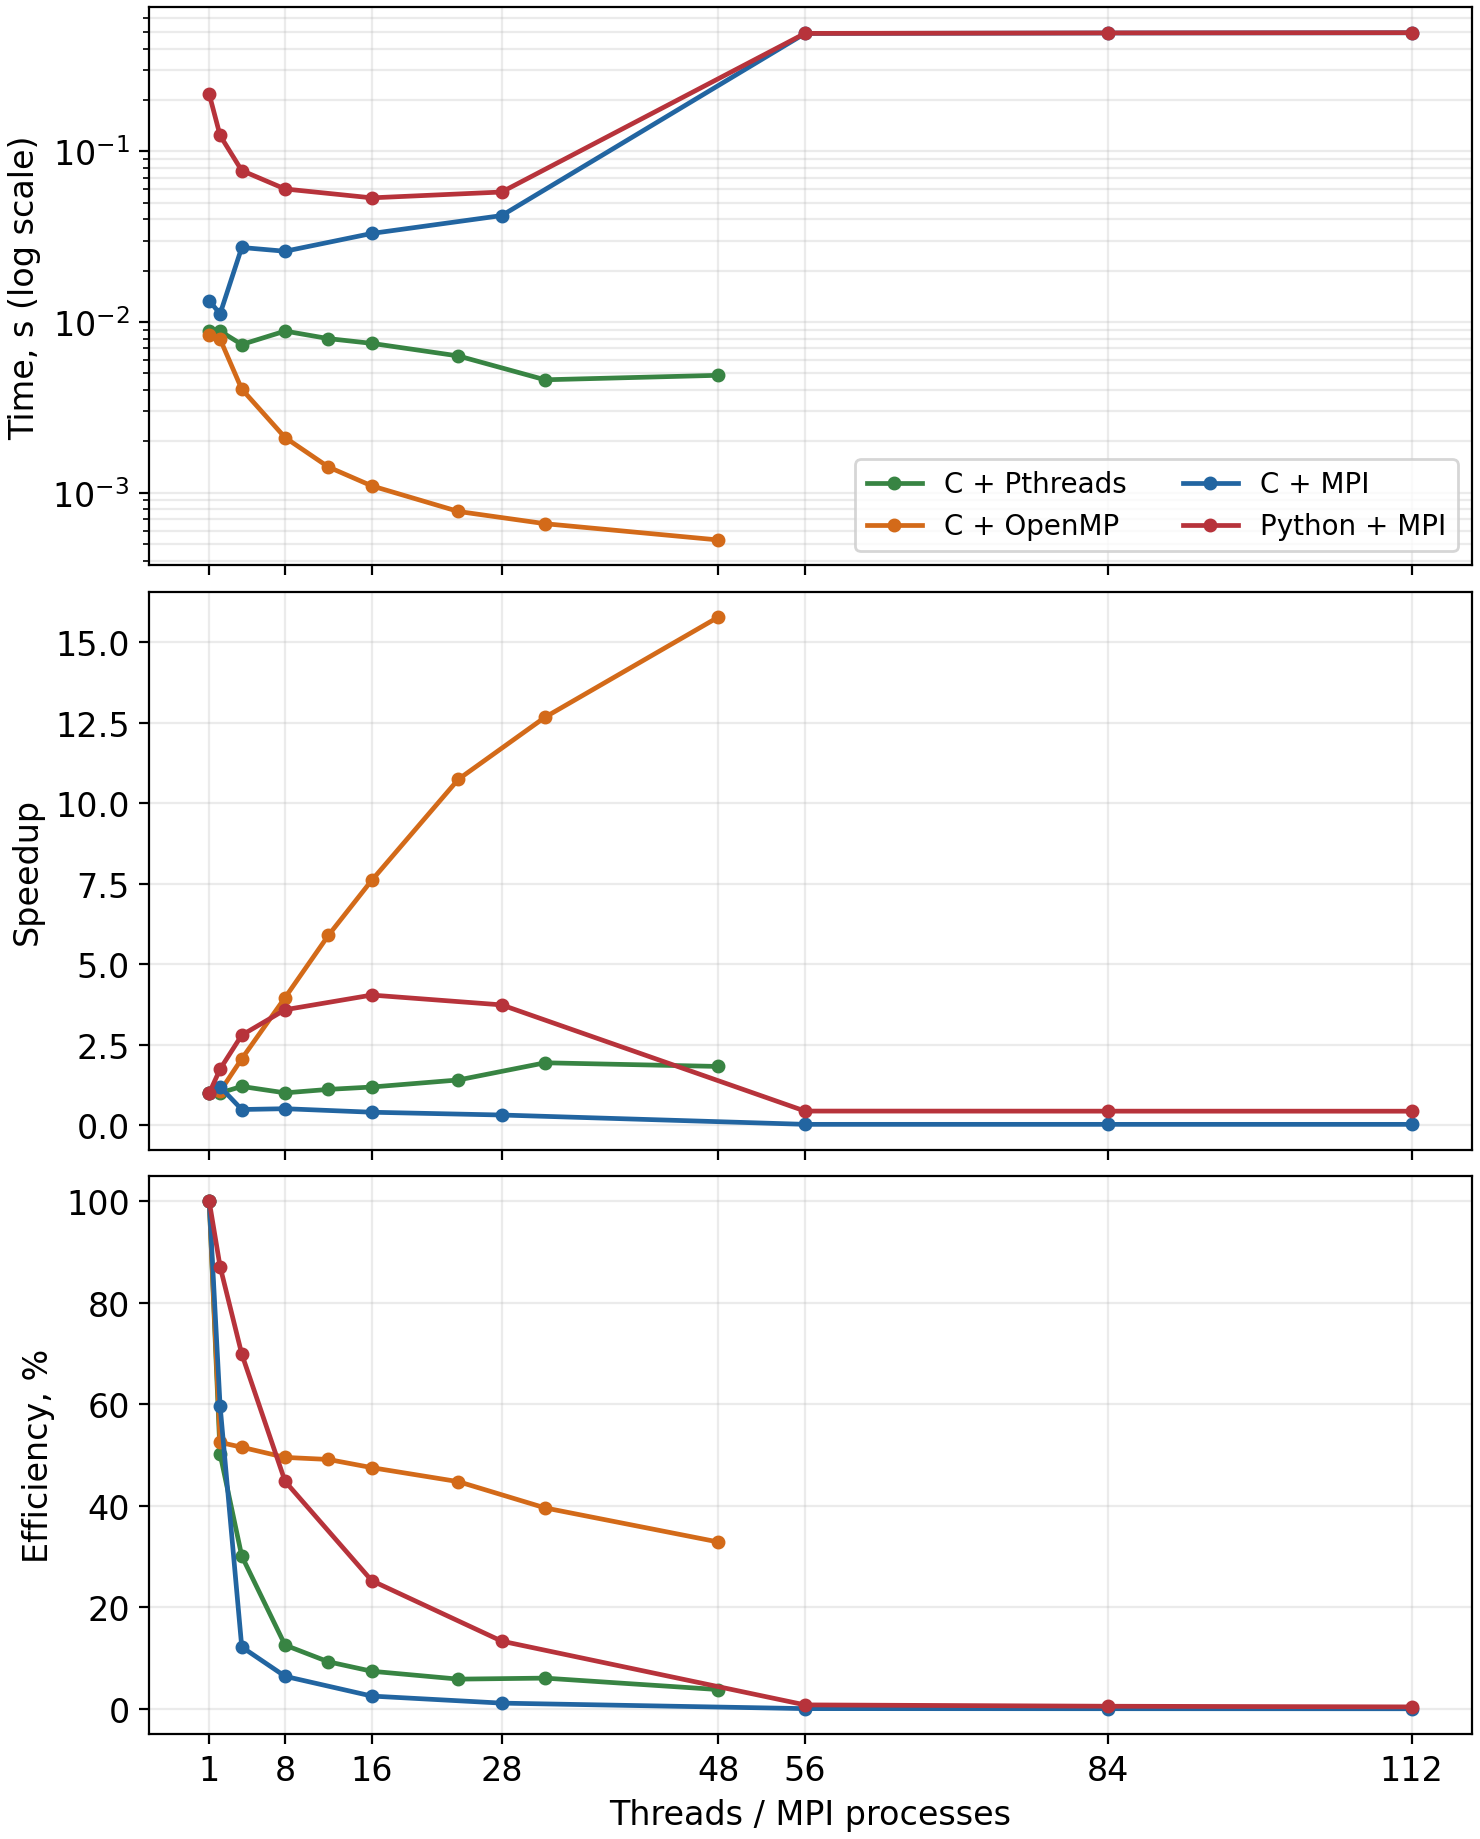 Time, s (log scale)
10⁻¹
10⁻²
10⁻³
C + Pthreads
C + OpenMP
C + MPI
Python + MPI
Speedup
15.0
12.5
10.0
7.5
5.0
2.5
0.0
Efficiency, %
100
80
60
40
20
0
1 8 16 28 48 56 84 112
Threads / MPI processes